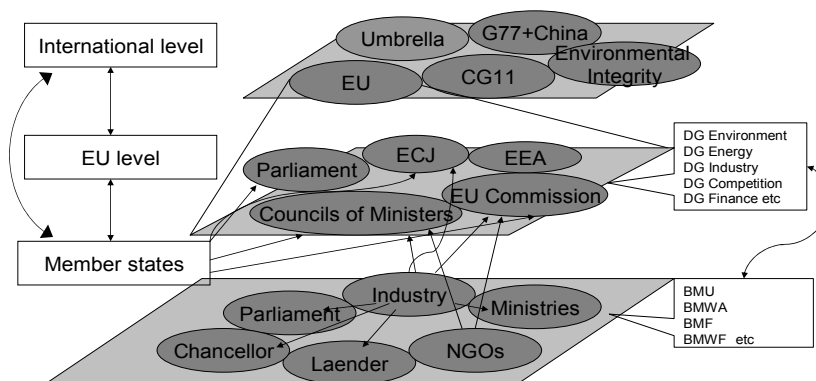 International level
EU level
Member states
Umbrella
G77+China
Environmental
Integrity
EU
CG11
Parliament
ECJ
EEA
EU Commission
Councils of Ministers
DG Environment
DG Energy
DG Industry
DG Competition
DG Finance etc
Industry
Parliament
Ministries
Chancellor
Laender
NGOs
BMU
BMWA
BMF
BMWF etc